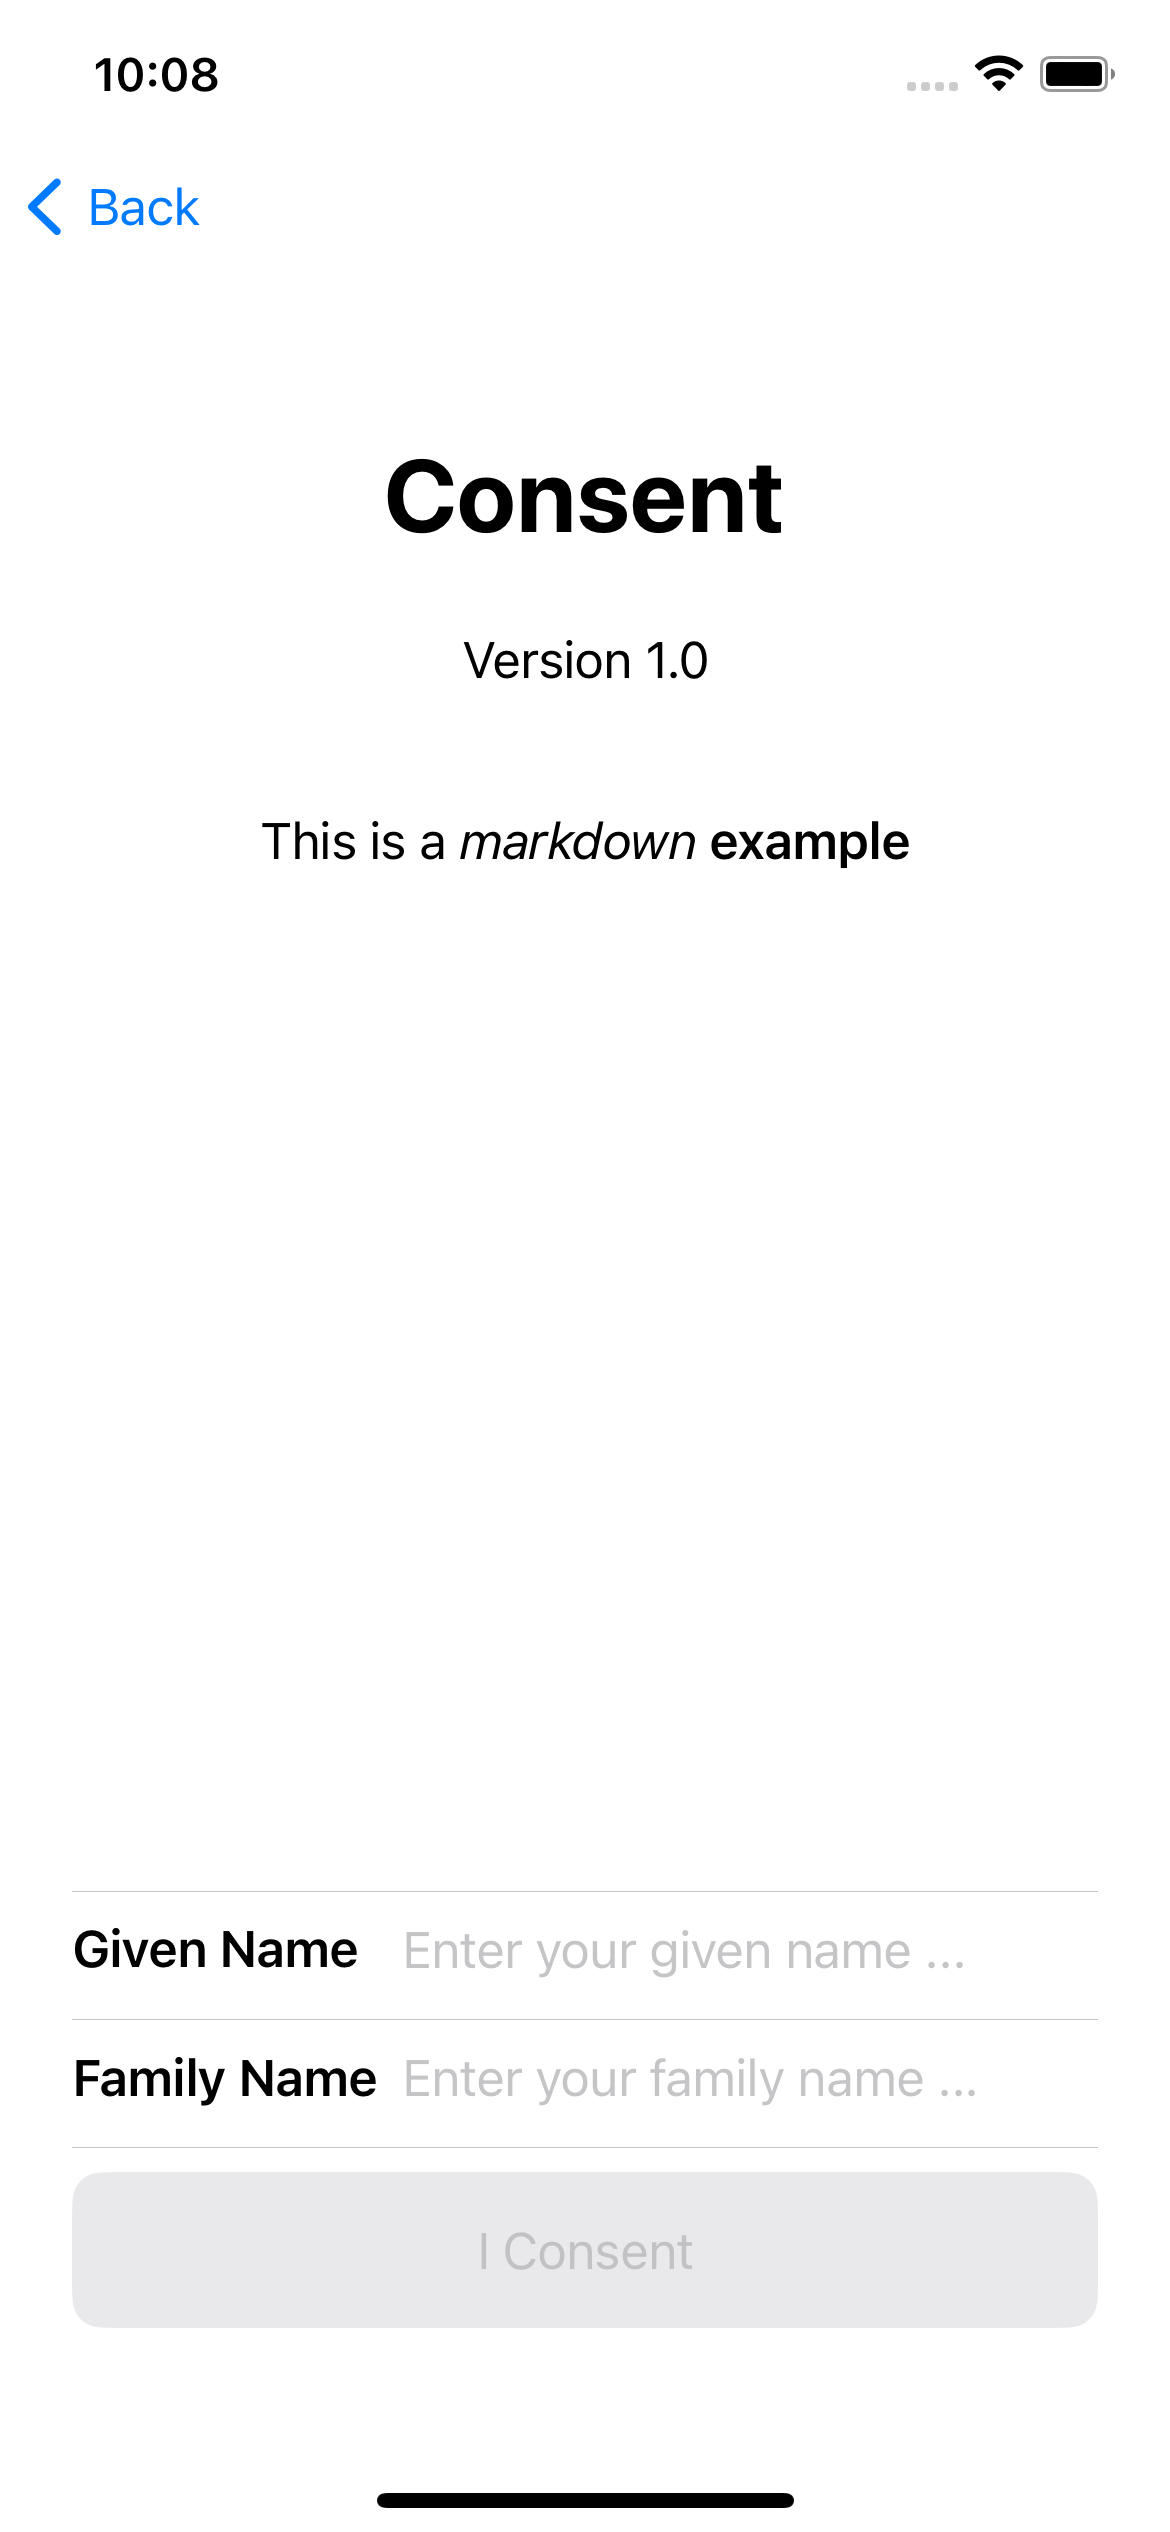 10:08
Back
Consent
Version 1.0
This is a markdown example
Given Name Enter your given name ...
Family Name Enter your family name ...
I Consent